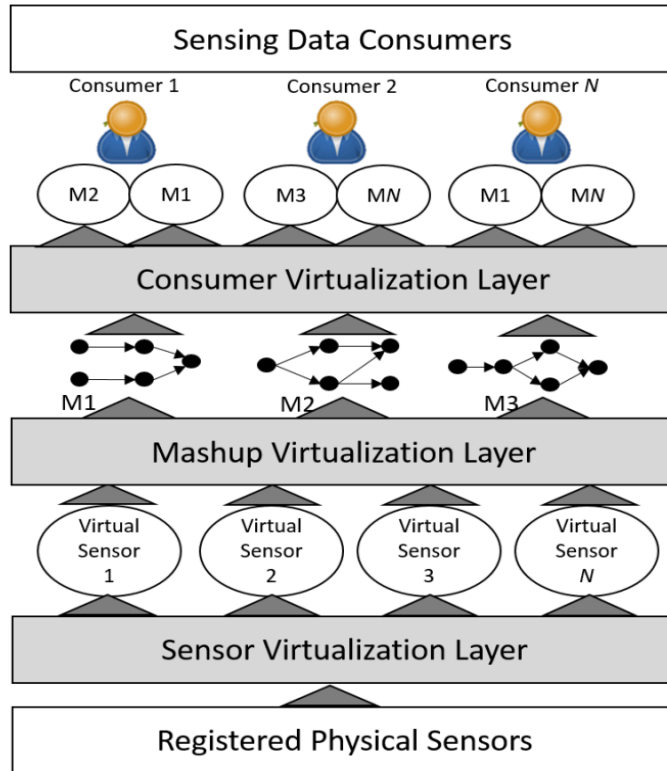 Sensing Data Consumers
Consumer 1 Consumer 2 Consumer N
M2 M1 M3 MN M1 MN
Consumer Virtualization Layer
M1 M2 M3
Mashup Virtualization Layer
Virtual Virtual Virtual Virtual
Sensor Sensor Sensor Sensor
1 2 3 N
Sensor Virtualization Layer
Registered Physical Sensors